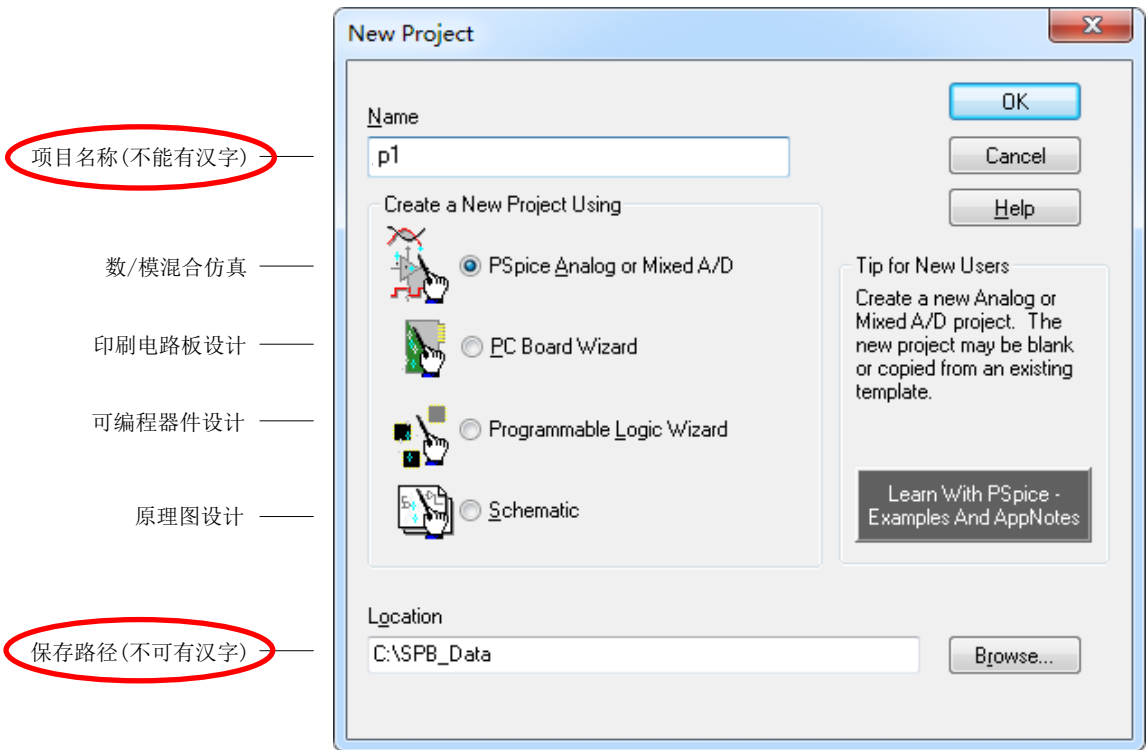 New Project
Name
项目名称(不能有汉字)
p1
OK
Cancel
Help
Create a New Project Using
数/模混合仿真
PSpice Analog or Mixed A/D
印刷电路板设计
PC Board Wizard
可编程器件设计
Programmable Logic Wizard
原理图设计
Schematic
Tip for New Users
Create a new Analog or
Mixed A/D project. The
new project may be blank
or copied from an existing
template.
Learn With PSpice -
Examples And AppNotes
Location
保存路径(不可有汉字)
C:\SPB_Data
Browse...